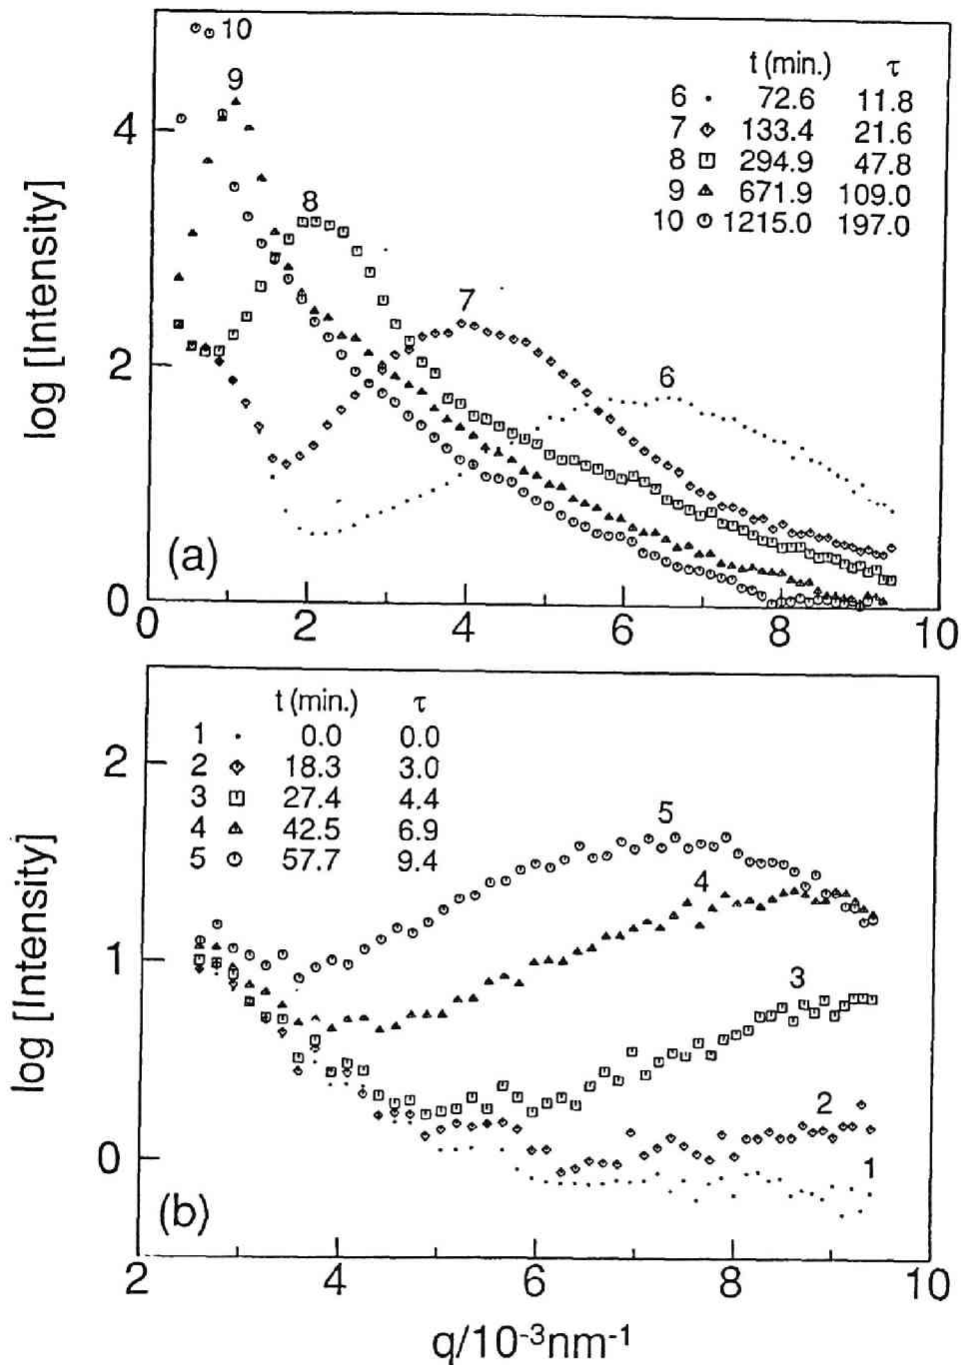 10
9
8
7
6
t (min.) τ
6 · 72.6 11.8
7 133.4 21.6
8 294.9 47.8
9 671.9 109.0
10 1215.0 197.0
4
2
0
log [Intensity]
(a)
0 2 4 6 8 10
t (min.) τ
1 · 0.0 0.0
2 18.3 3.0
3 27.4 4.4
4 42.5 6.9
5 57.7 9.4
5
4
3
2
1
2
1
0
log [Intensity]
(b)
2 4 6 8 10
q/10⁻³nm⁻¹